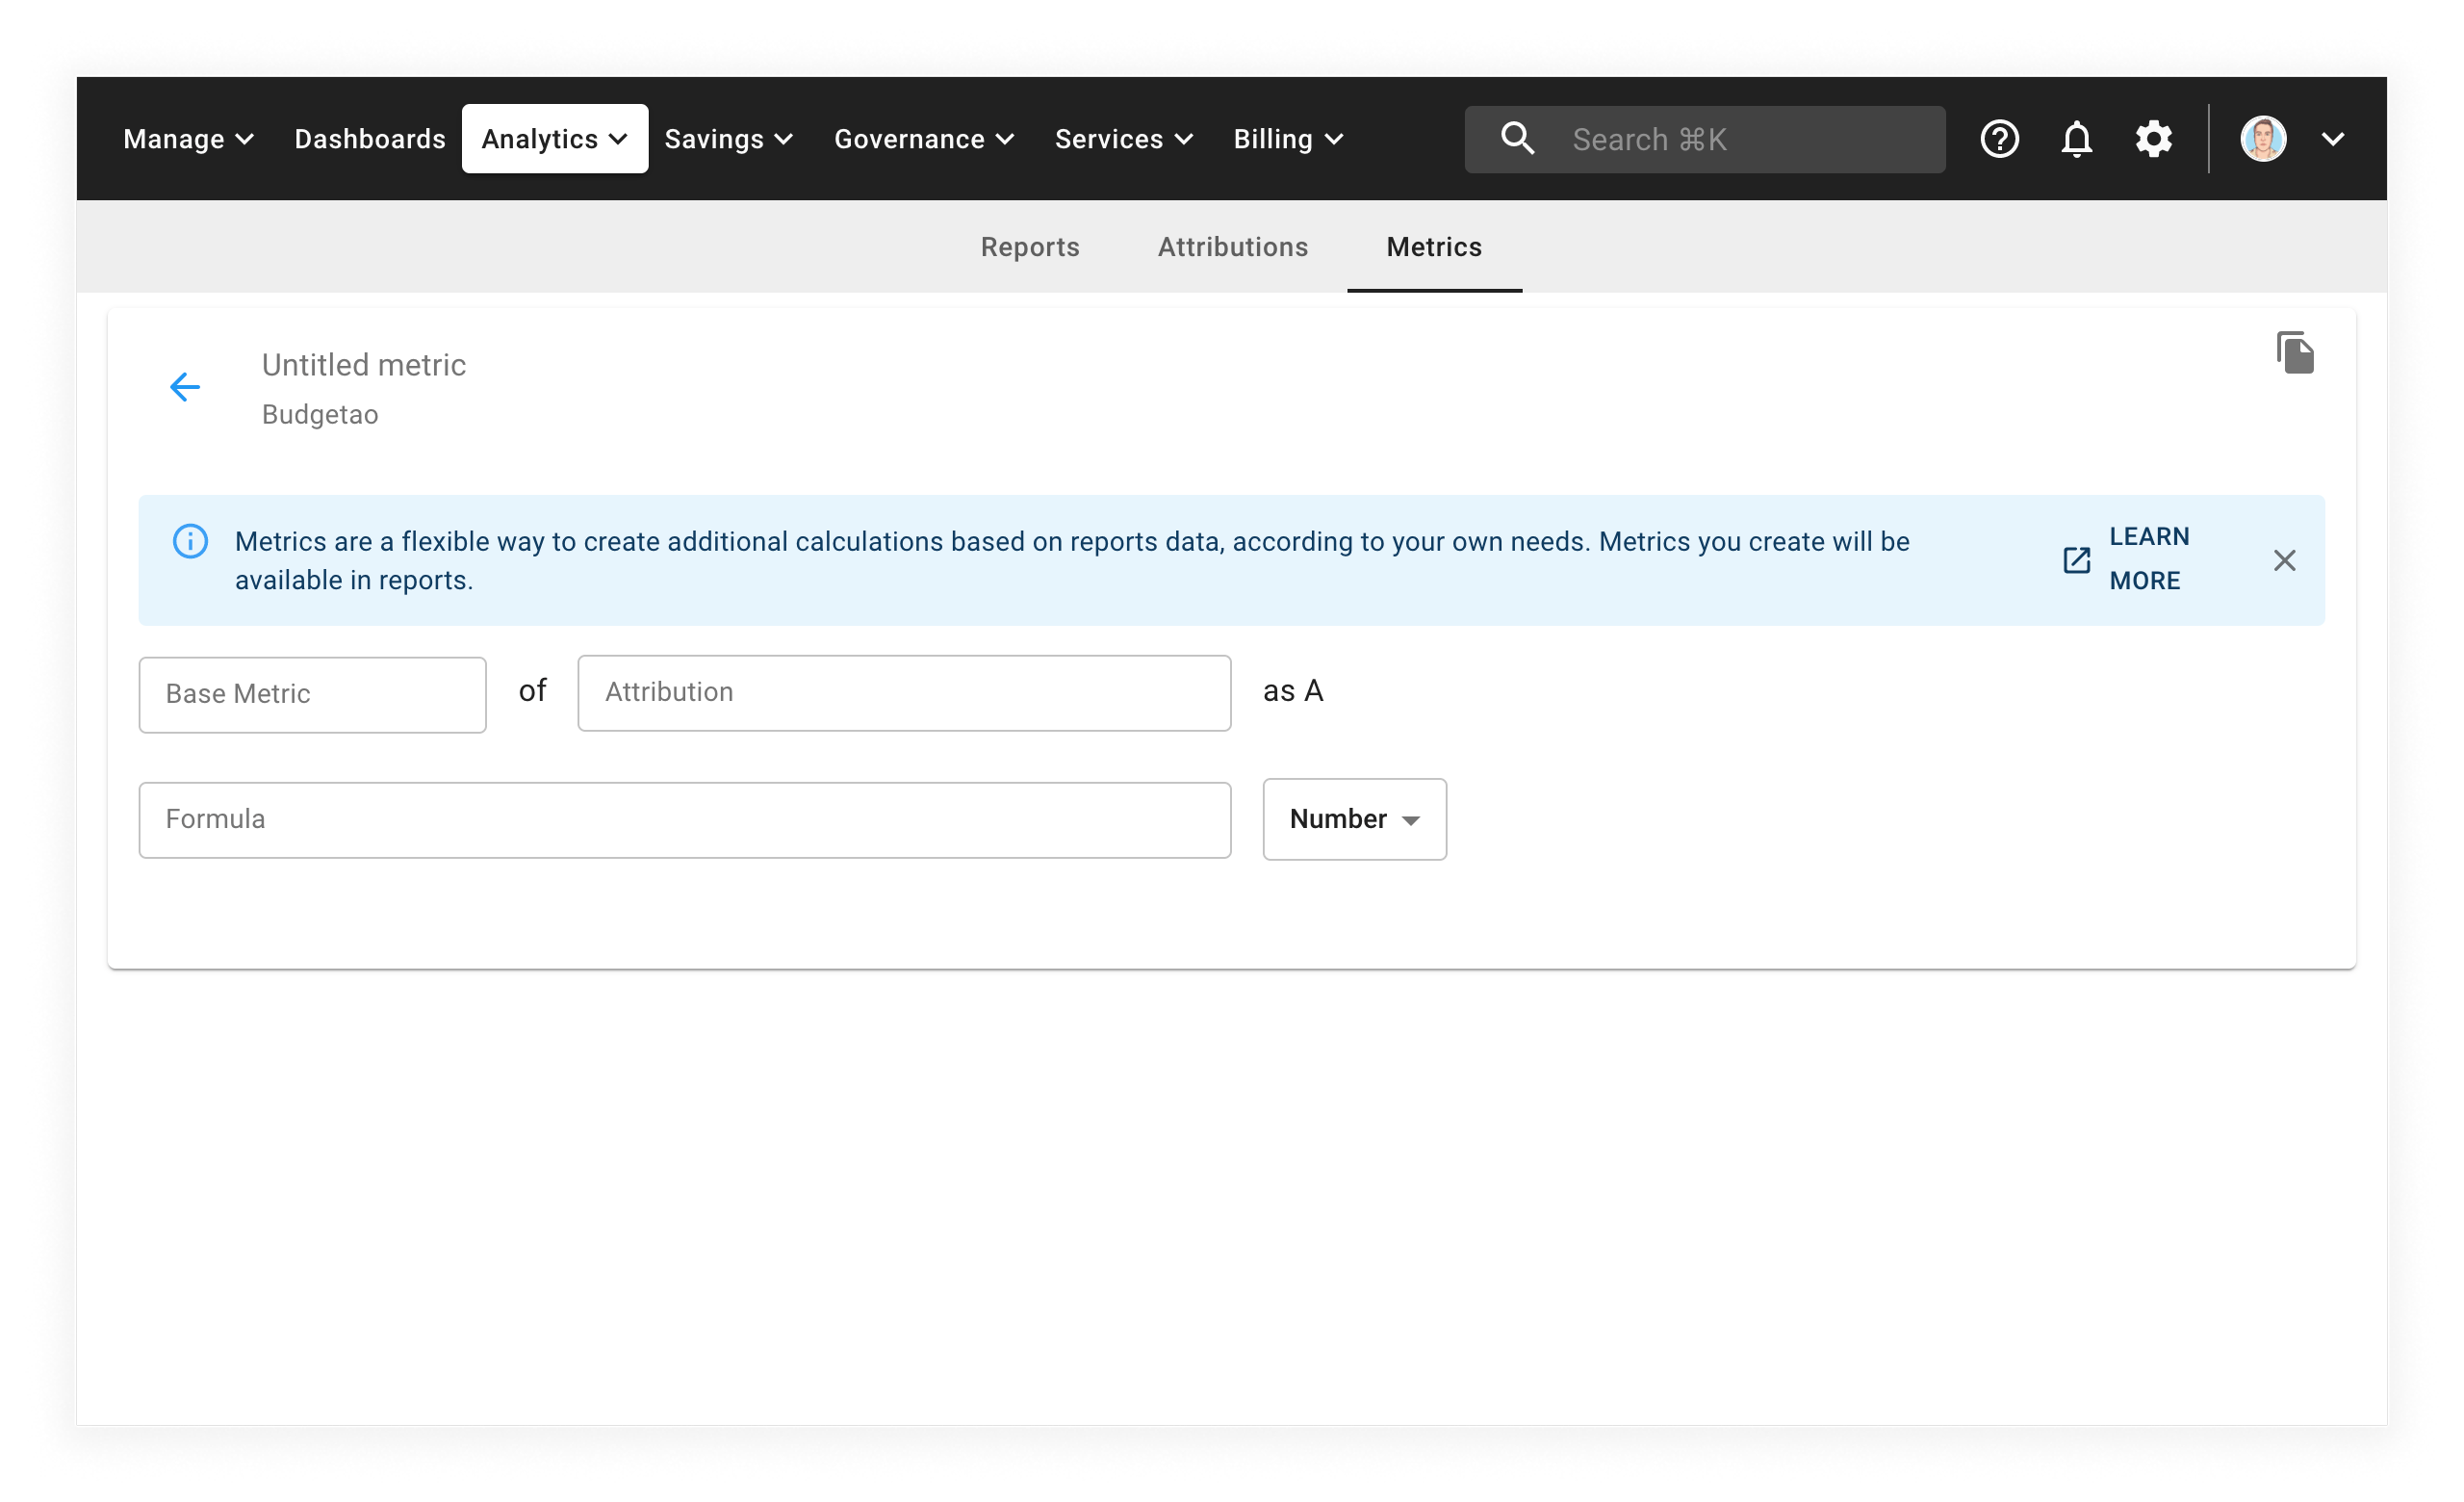 Manage Dashboards Analytics Savings Governance Services Billing Search ⌘K
Reports Attributions Metrics
Untitled metric
Budgetao
Metrics are a flexible way to create additional calculations based on reports data, according to your own needs. Metrics you create will be
available in reports.
LEARN
MORE
Base Metric of Attribution as A
Formula Number